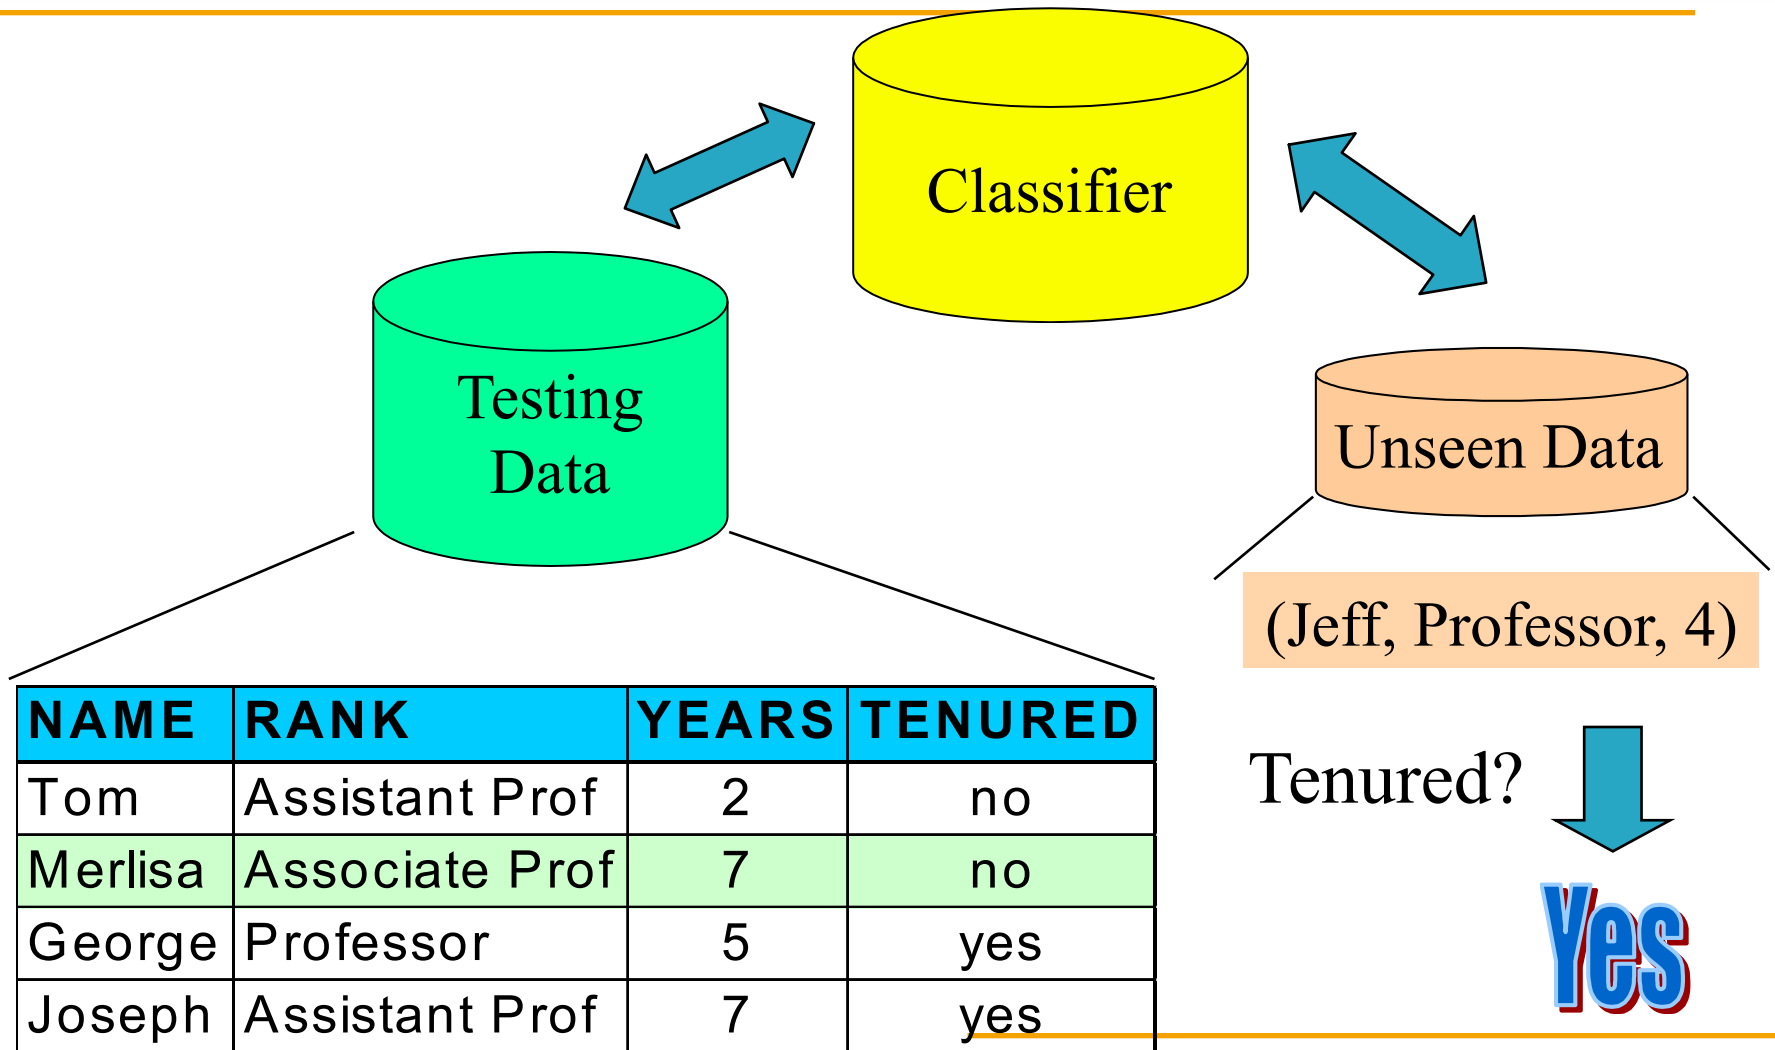 Classifier
Testing
Data
Unseen Data
(Jeff, Professor, 4)
NAME RANK YEARS TENURED
Tom Assistant Prof 2 no
Merlisa Associate Prof 7 no
George Professor 5 yes
Joseph Assistant Prof 7 yes
Tenured?
Yes